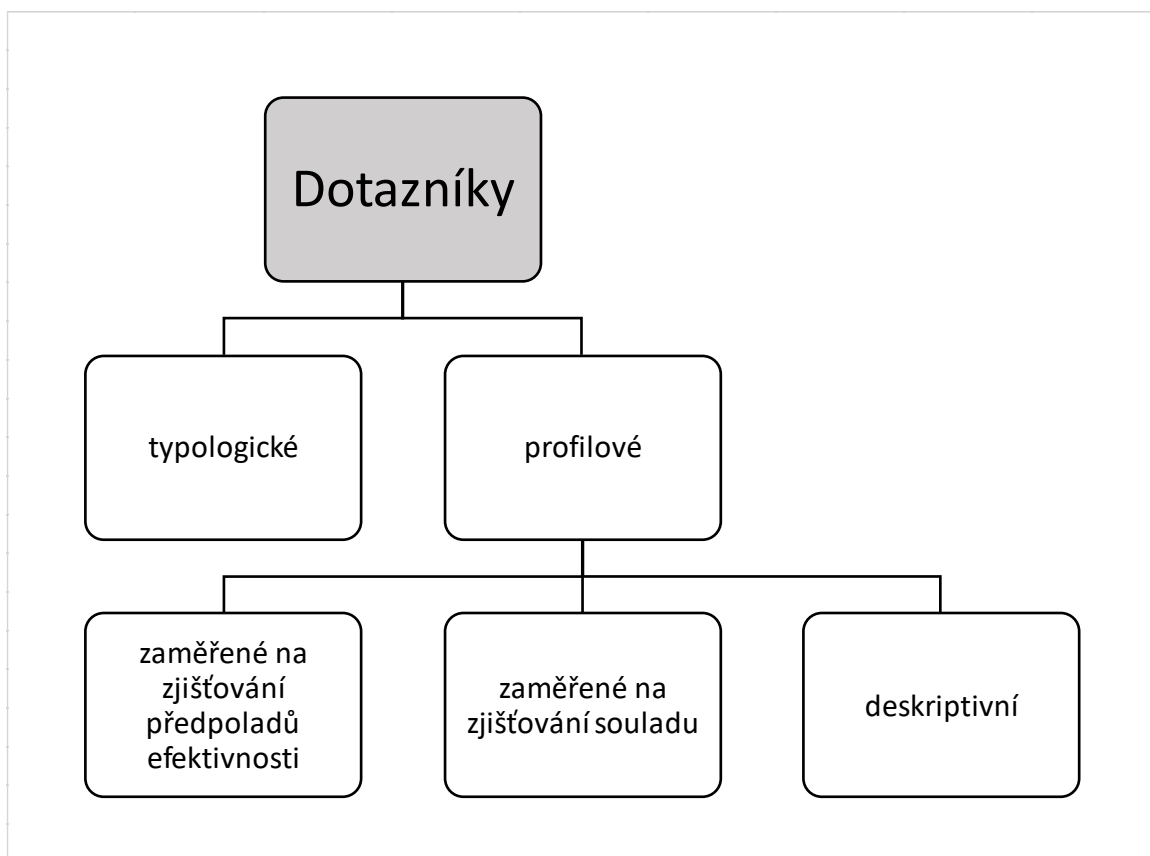 Dotazníky
typologické
profilové
zaměřené na
zjišťování
předpoladů
efektivnosti
zaměřené na
zjišťování souladu
deskriptivní